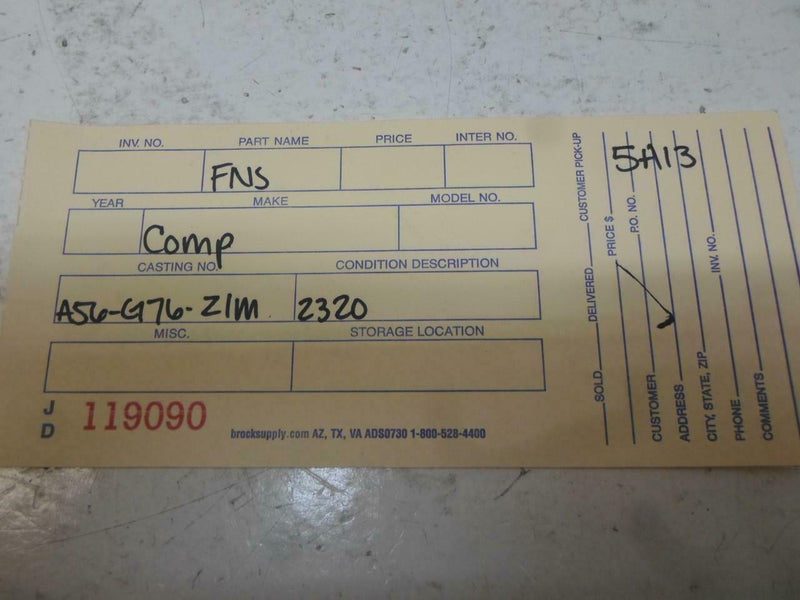 INV. NO. PART NAME PRICE INTER NO.
FNS
YEAR MAKE MODEL NO.
Comp
CASTING NO. CONDITION DESCRIPTION
A56-G76-Z1M 2320
MISC. STORAGE LOCATION
J D 119090
brocksupply.com AZ, TX, VA ADS0730 1-800-528-4400
5A13
SOLD DELIVERED CUSTOMER PICK-UP
PRICE $
P.O. NO.
CUSTOMER
ADDRESS
CITY, STATE, ZIP INV. NO.
PHONE
COMMENTS